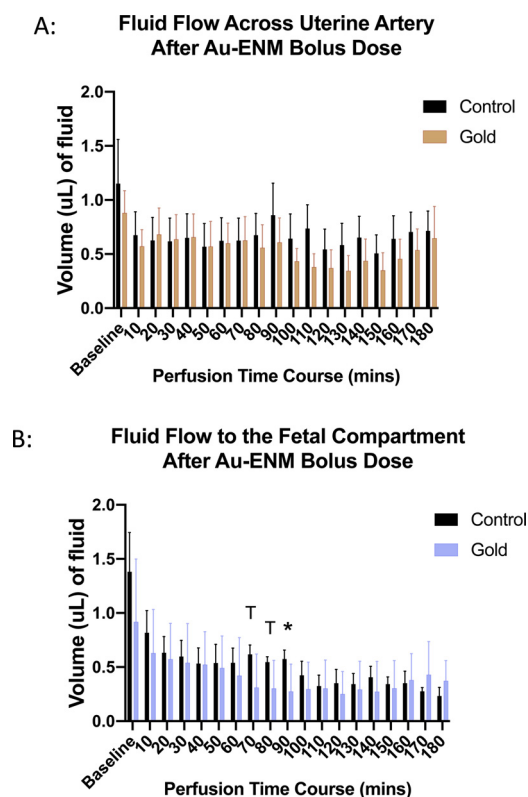 A:
Fluid Flow Across Uterine Artery
After Au-ENM Bolus Dose
2.0
1.5
1.0
0.5
0.0
Volume (uL) of fluid
Control
Gold
Baseline 10 20 30 40 50 60 70 80 90 100 110 120 130 140 150 160 170 180
Perfusion Time Course (mins)
B:
Fluid Flow to the Fetal Compartment
After Au-ENM Bolus Dose
2.0
1.5
1.0
0.5
0.0
Volume (uL) of fluid
Control
Gold
T T *
Baseline 10 20 30 40 50 60 70 80 90 100 110 120 130 140 150 160 170 180
Perfusion Time Course (mins)